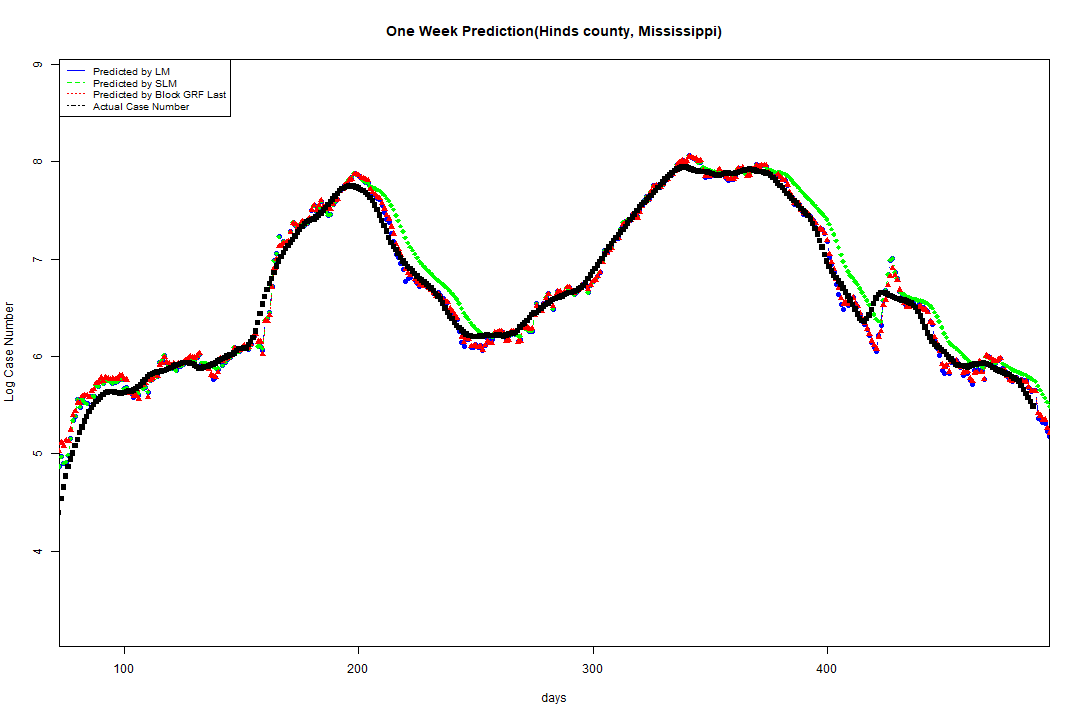 One Week Prediction(Hinds county, Mississippi)
Predicted by LM
Predicted by SLM
Predicted by Block GRF Last
Actual Case Number
9
8
7
6
5
4
Log Case Number
100 200 300 400
days